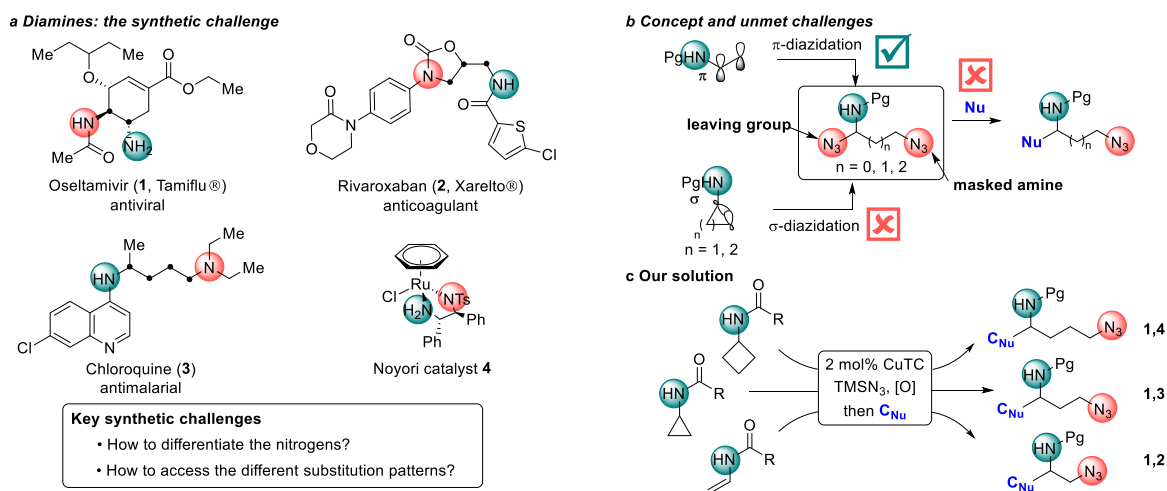 a Diamines: the synthetic challenge
Me
Me
O
O
O
Me
HN
Me
O
NH2
Oseltamivir (1, Tamiflu®)
antiviral
O
O
N
NH
O
N
O
O
S
Cl
Rivaroxaban (2, Xarelto®)
anticoagulant
Me
Me
N
Me
HN
Cl
N
Chloroquine (3)
antimalarial
Ru
Cl
NTs
H2N
Ph
Ph
Noyori catalyst 4
Key synthetic challenges
• How to differentiate the nitrogens?
• How to access the different substitution patterns?
b Concept and unmet challenges
PgHN
π
π-diazidation
HN
Pg
leaving group
N3
( )n
N3
n = 0, 1, 2
masked amine
Nu
HN
Pg
Nu
( )n
N3
PgHN
σ
( )n
n = 1, 2
σ-diazidation
c Our solution
O
HN
R
O
HN
R
O
HN
R
2 mol% CuTC
TMSN3, [O]
then CNu
HN
Pg
CNu
N3
1,4
HN
Pg
CNu
N3
1,3
HN
Pg
CNu
N3
1,2